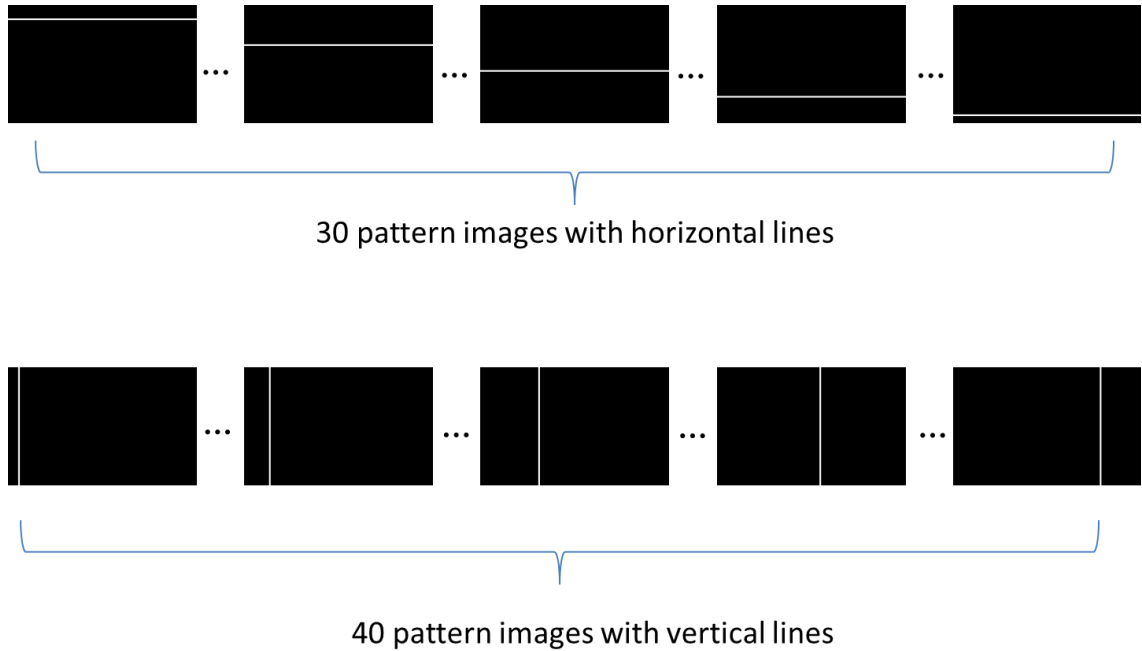 ... ... ... ...
30 pattern images with horizontal lines
... ... ... ...
40 pattern images with vertical lines